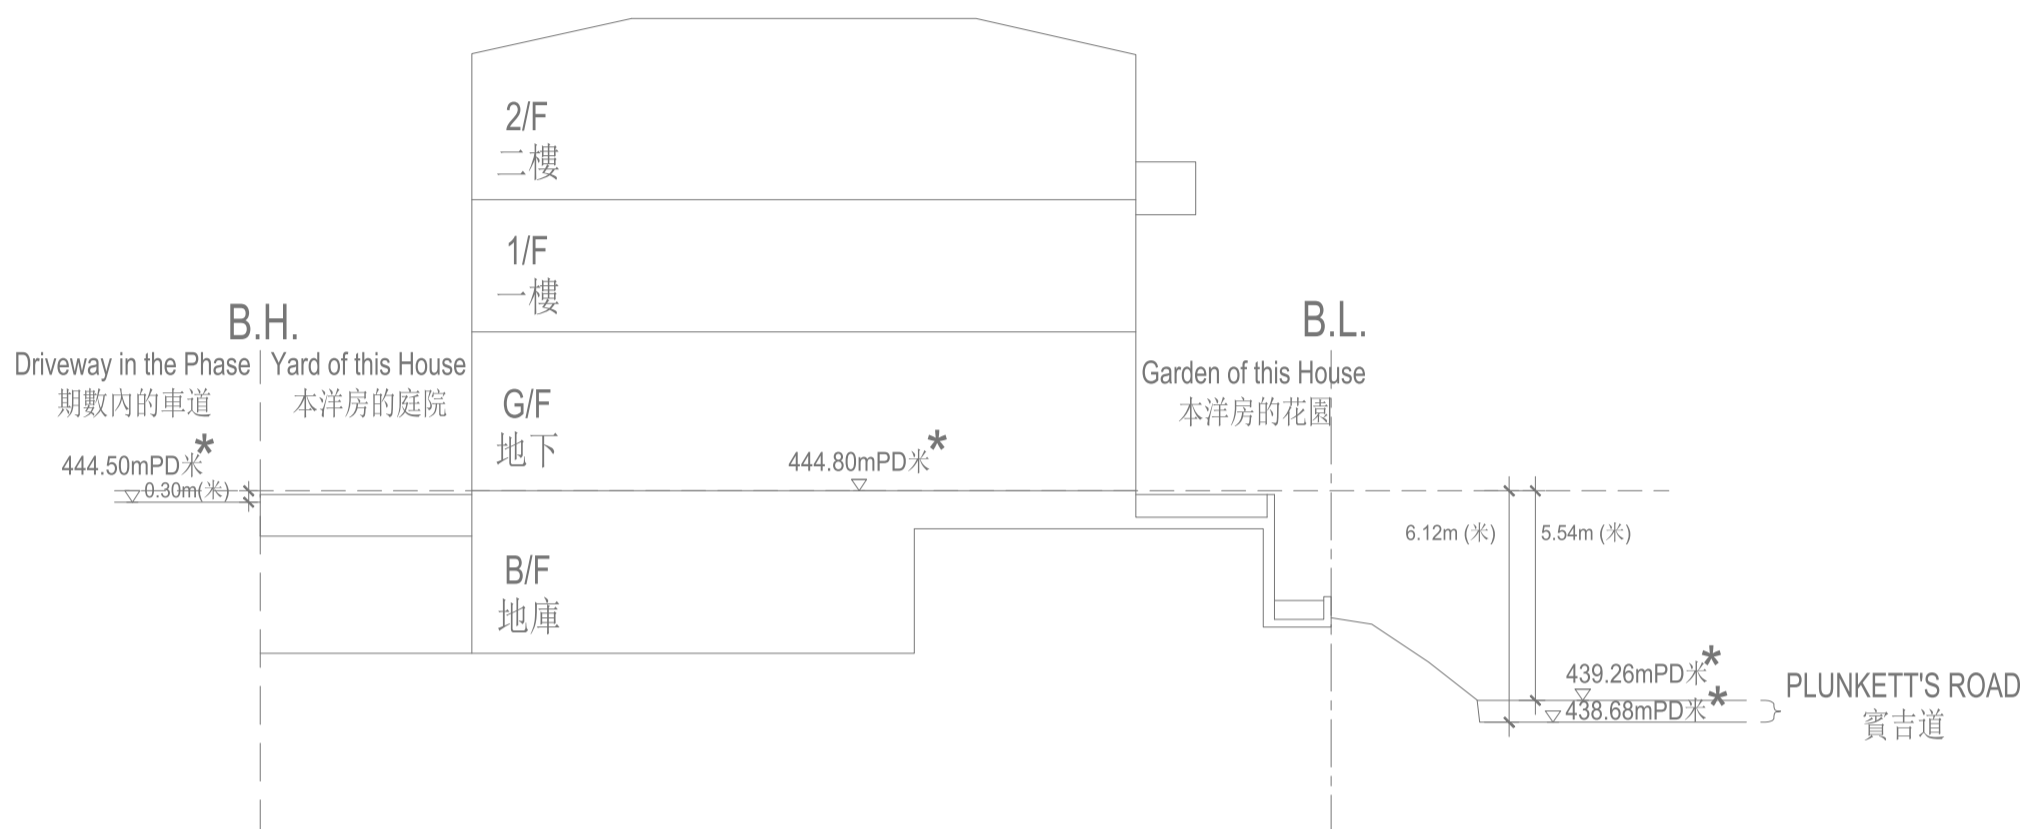 2/F
二樓
1/F
一樓
B.H.
B.L.
Driveway in the Phase
期數內的車道
Yard of this House
本洋房的庭院
G/F
地下
Garden of this House
本洋房的花園
444.50mPD米*
0.30m(米)
444.80mPD米*
6.12m (米)
5.54m (米)
B/F
地庫
439.26mPD米*
438.68mPD米*
PLUNKETT'S ROAD
賓吉道